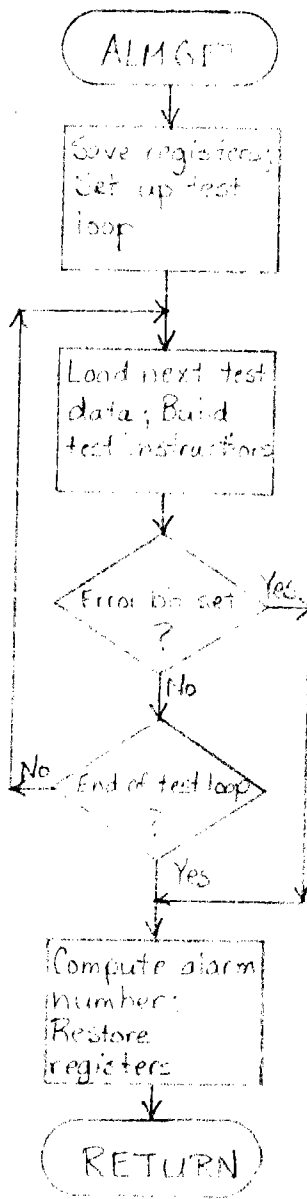 ALMGET
Save registers;
Set up test
loop
Load next test
data; Build
test instructions
Error bit set
?
Yes
No
End of test loop
?
No
Yes
Compute alarm
number;
Restore
registers
RETURN